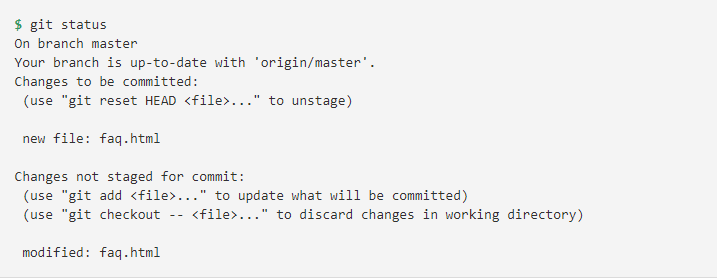 $ git status
On branch master
Your branch is up-to-date with 'origin/master'.
Changes to be committed:
(use "git reset HEAD <file>..." to unstage)
new file: faq.html
Changes not staged for commit:
(use "git add <file>..." to update what will be committed)
(use "git checkout -- <file>..." to discard changes in working directory)
modified: faq.html